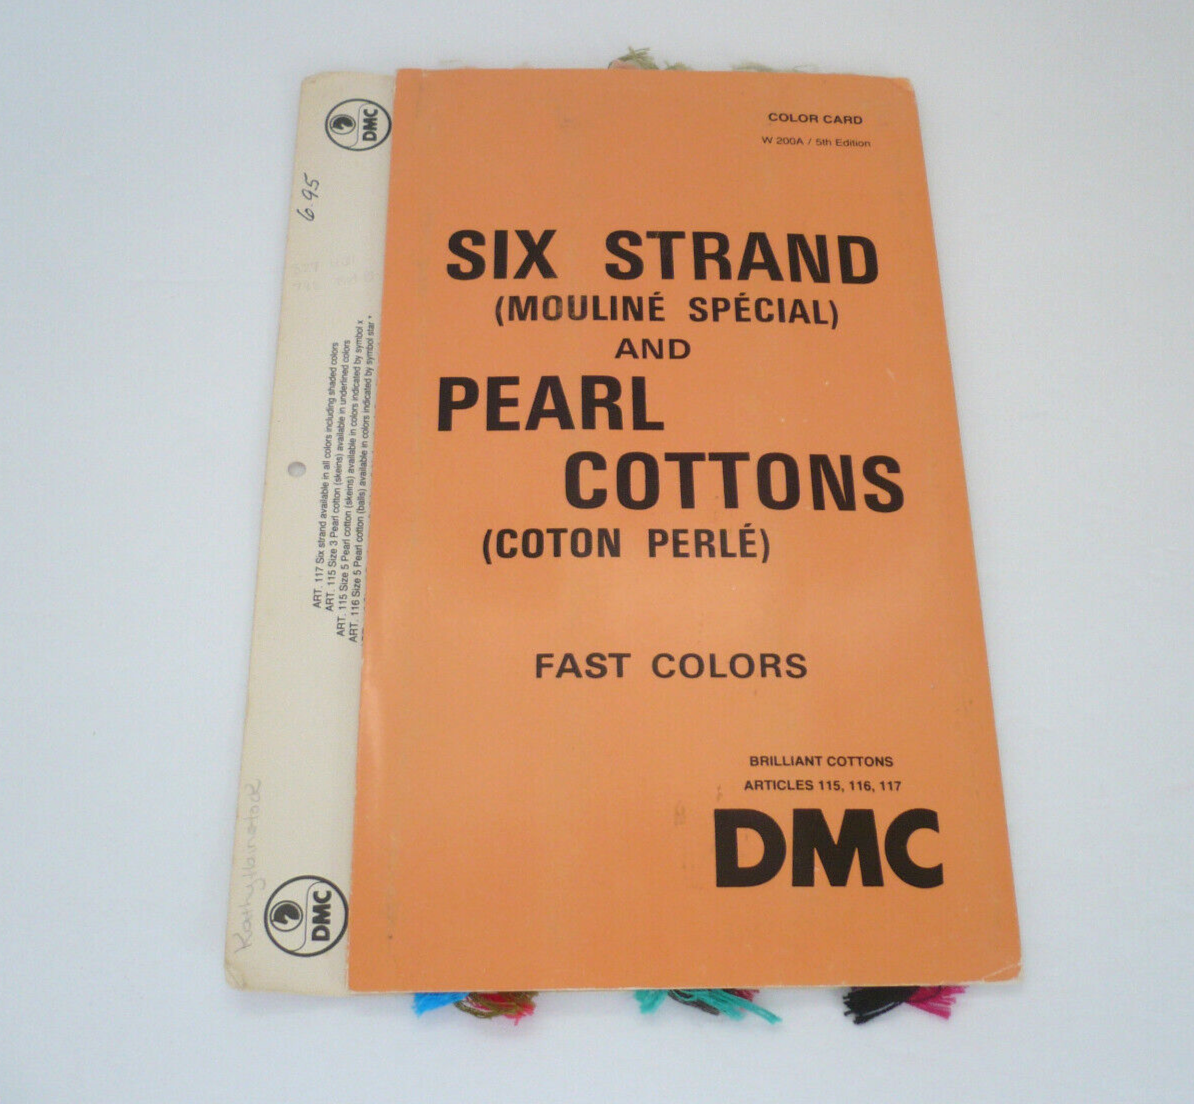 COLOR CARD
W 200A / 5th Edition
SIX STRAND
(MOULINÉ SPÉCIAL)
AND
PEARL
COTTONS
(COTON PERLÉ)
FAST COLORS
BRILLIANT COTTONS
ARTICLES 115, 116, 117
DMC
DMC
6.95
ART. 117 Six strand available in all colors including shaded colors
ART. 115 Size 3 Pearl cotton (skeins) available in underlined colors
ART. 115 Size 5 Pearl cotton (skeins) available in colors indicated by symbol x
ART. 116 Size 5 Pearl cotton (balls) available in colors indicated by symbol star *
DMC